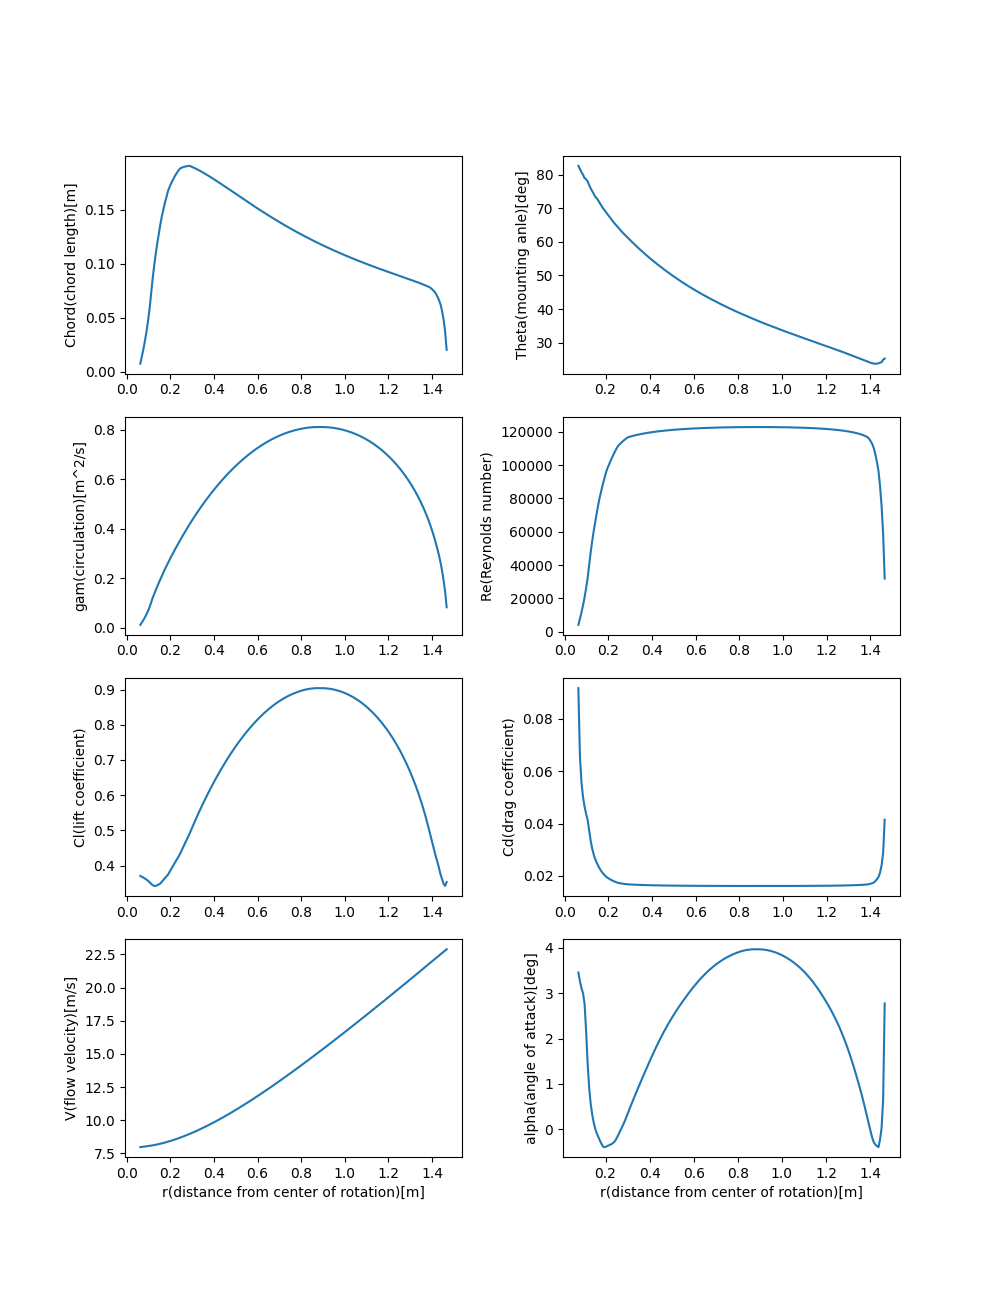 Chord(chord length)[m]
0.15
0.10
0.05
0.00
0.0 0.2 0.4 0.6 0.8 1.0 1.2 1.4
Theta(mounting anle)[deg]
80
70
60
50
40
30
0.2 0.4 0.6 0.8 1.0 1.2 1.4
gam(circulation)[m^2/s]
0.8
0.6
0.4
0.2
0.0
0.0 0.2 0.4 0.6 0.8 1.0 1.2 1.4
Re(Reynolds number)
120000
100000
80000
60000
40000
20000
0
0.0 0.2 0.4 0.6 0.8 1.0 1.2 1.4
Cl(lift coefficient)
0.9
0.8
0.7
0.6
0.5
0.4
0.0 0.2 0.4 0.6 0.8 1.0 1.2 1.4
Cd(drag coefficient)
0.08
0.06
0.04
0.02
0.0 0.2 0.4 0.6 0.8 1.0 1.2 1.4
V(flow velocity)[m/s]
22.5
20.0
17.5
15.0
12.5
10.0
7.5
0.0 0.2 0.4 0.6 0.8 1.0 1.2 1.4
r(distance from center of rotation)[m]
alpha(angle of attack)[deg]
4
3
2
1
0
0.2 0.4 0.6 0.8 1.0 1.2 1.4
r(distance from center of rotation)[m]